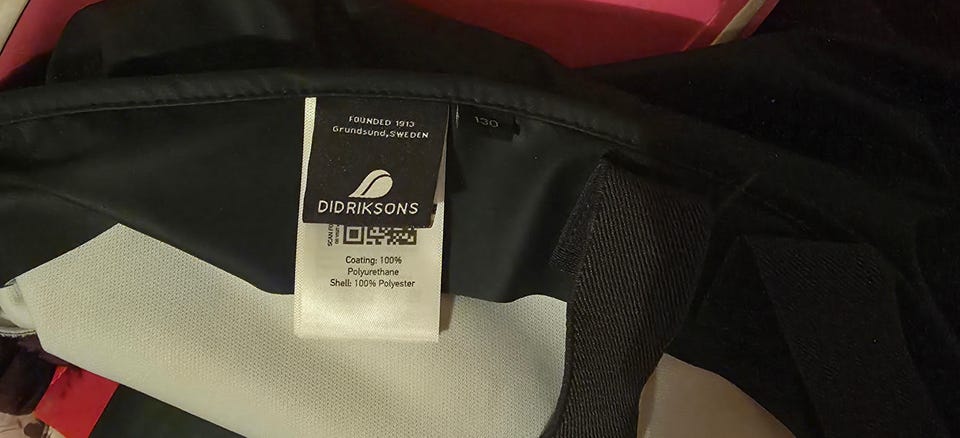 FOUNDED 1913
Grundsund, SWEDEN
130
DIDRIKSONS
Coating: 100%
Polyurethane
Shell: 100% Polyester